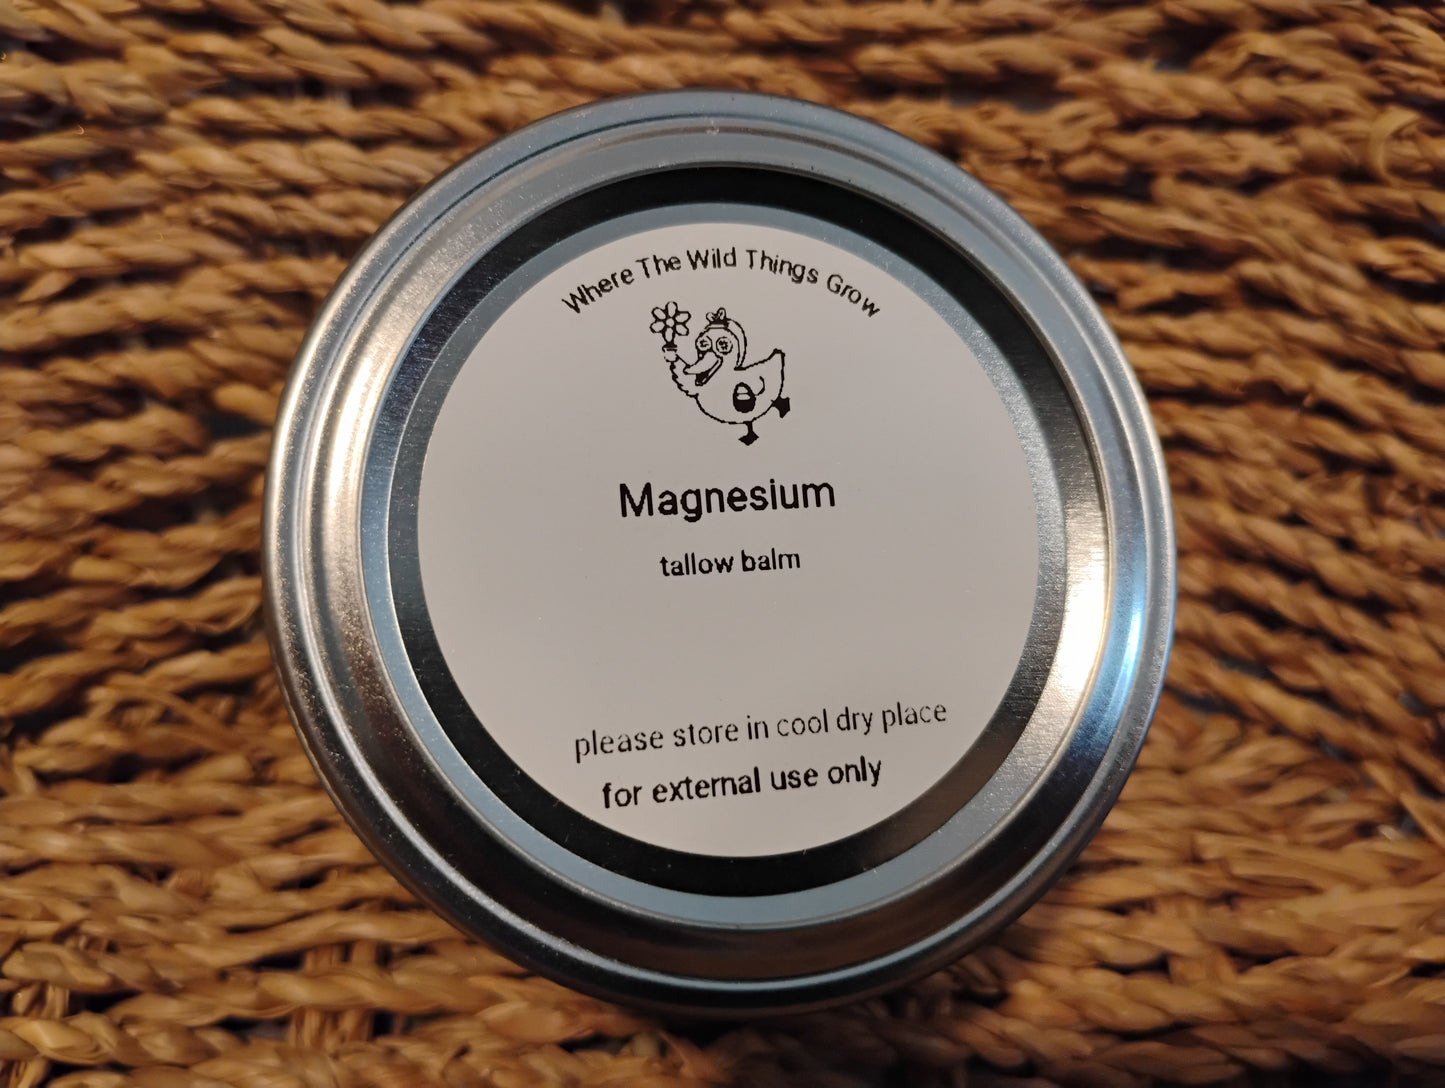 Where The Wild Things Grow
Magnesium
tallow balm
please store in cool dry place
for external use only